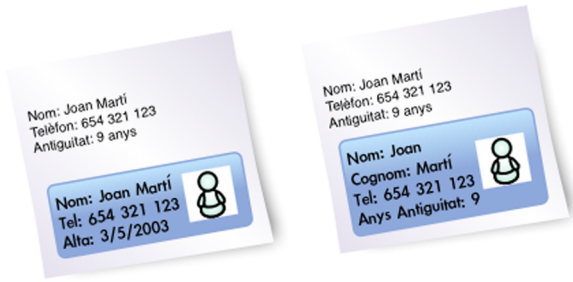 Nom: Joan Martí
Telèfon: 654 321 123
Antiguitat: 9 anys
Nom: Joan Martí
Tel: 654 321 123
Alta: 3/5/2003
Nom: Joan Martí
Telèfon: 654 321 123
Antiguitat: 9 anys
Nom: Joan
Cognom: Martí
Tel: 654 321 123
Anys Antiguitat: 9